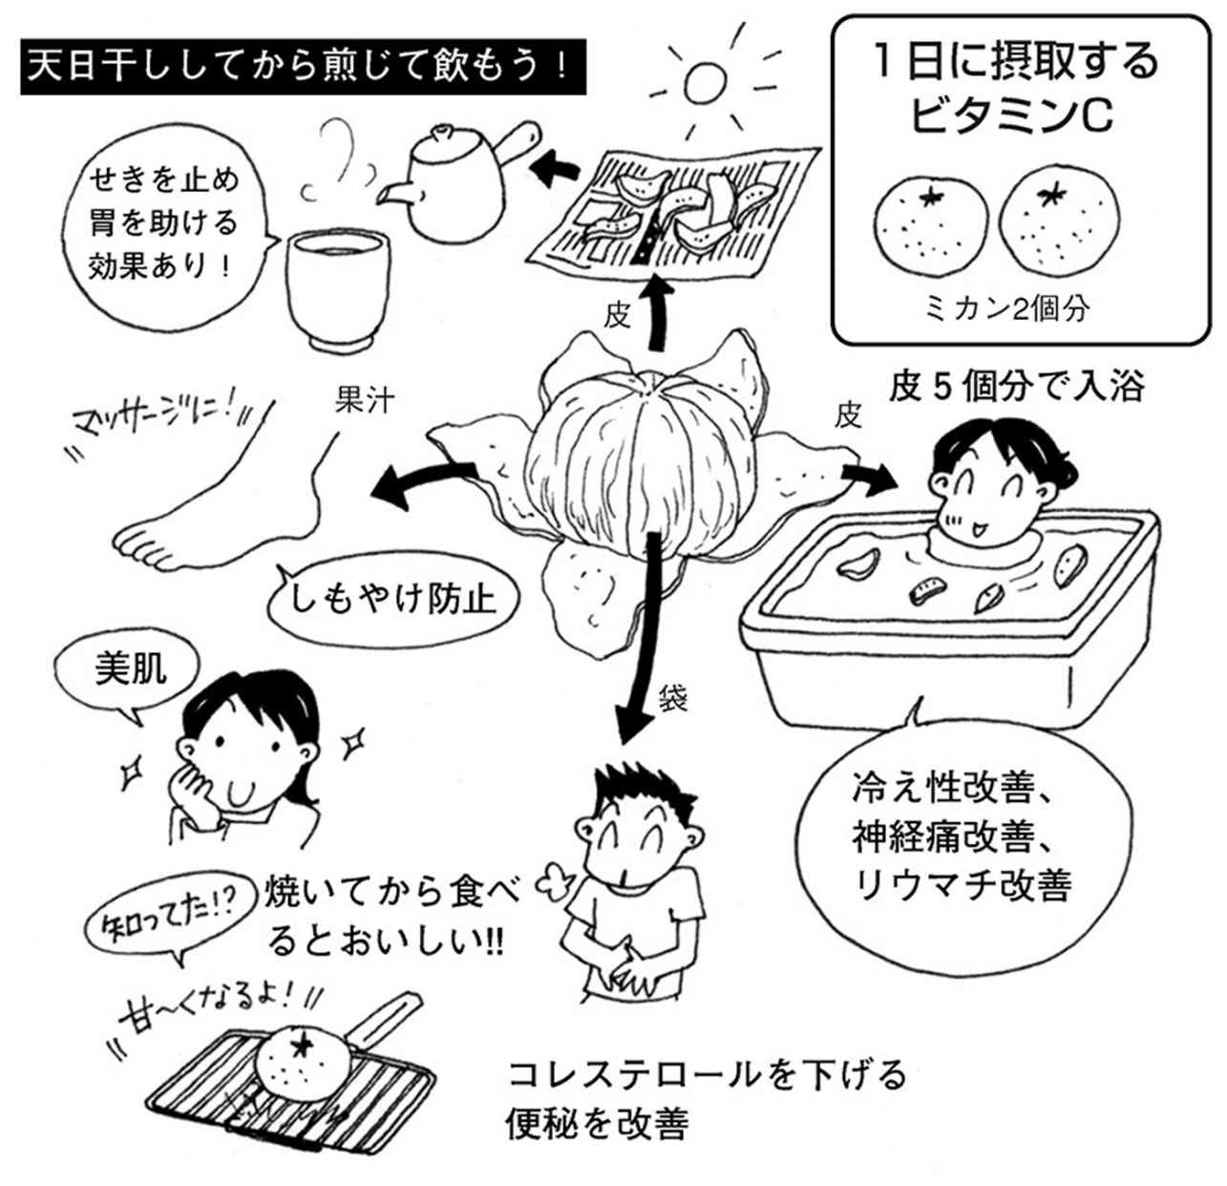 天日干ししてから煎じて飲もう！
せきを止め
胃を助ける
効果あり！
皮
1日に摂取する
ビタミンC
ミカン2個分
皮5個分で入浴
皮
果汁
マッサージに！
しもやけ防止
美肌
袋
冷え性改善、
神経痛改善、
リウマチ改善
知ってた!?
焼いてから食べ
るとおいしい!!
甘〜くなるよ！
コレステロールを下げる
便秘を改善